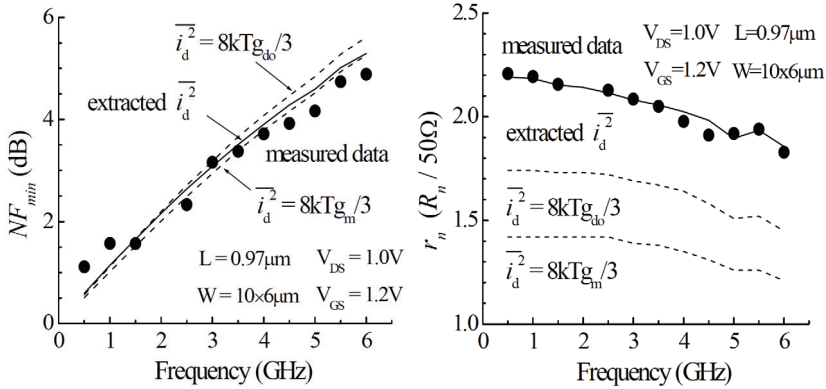 6
4
2
0
NF_min (dB)
i_d^2 = 8kTg_do/3
extracted i_d^2
measured data
i_d^2 = 8kTg_m/3
L = 0.97μm V_DS = 1.0V
W = 10×6μm V_GS = 1.2V
0 1 2 3 4 5 6
Frequency (GHz)
2.5
2.0
1.5
1.0
r_n (R_n / 50Ω)
measured data
V_DS=1.0V L=0.97μm
V_GS=1.2V W=10x6μm
extracted i_d^2
i_d^2 = 8kTg_do/3
i_d^2 = 8kTg_m/3
0 1 2 3 4 5 6
Frequency (GHz)